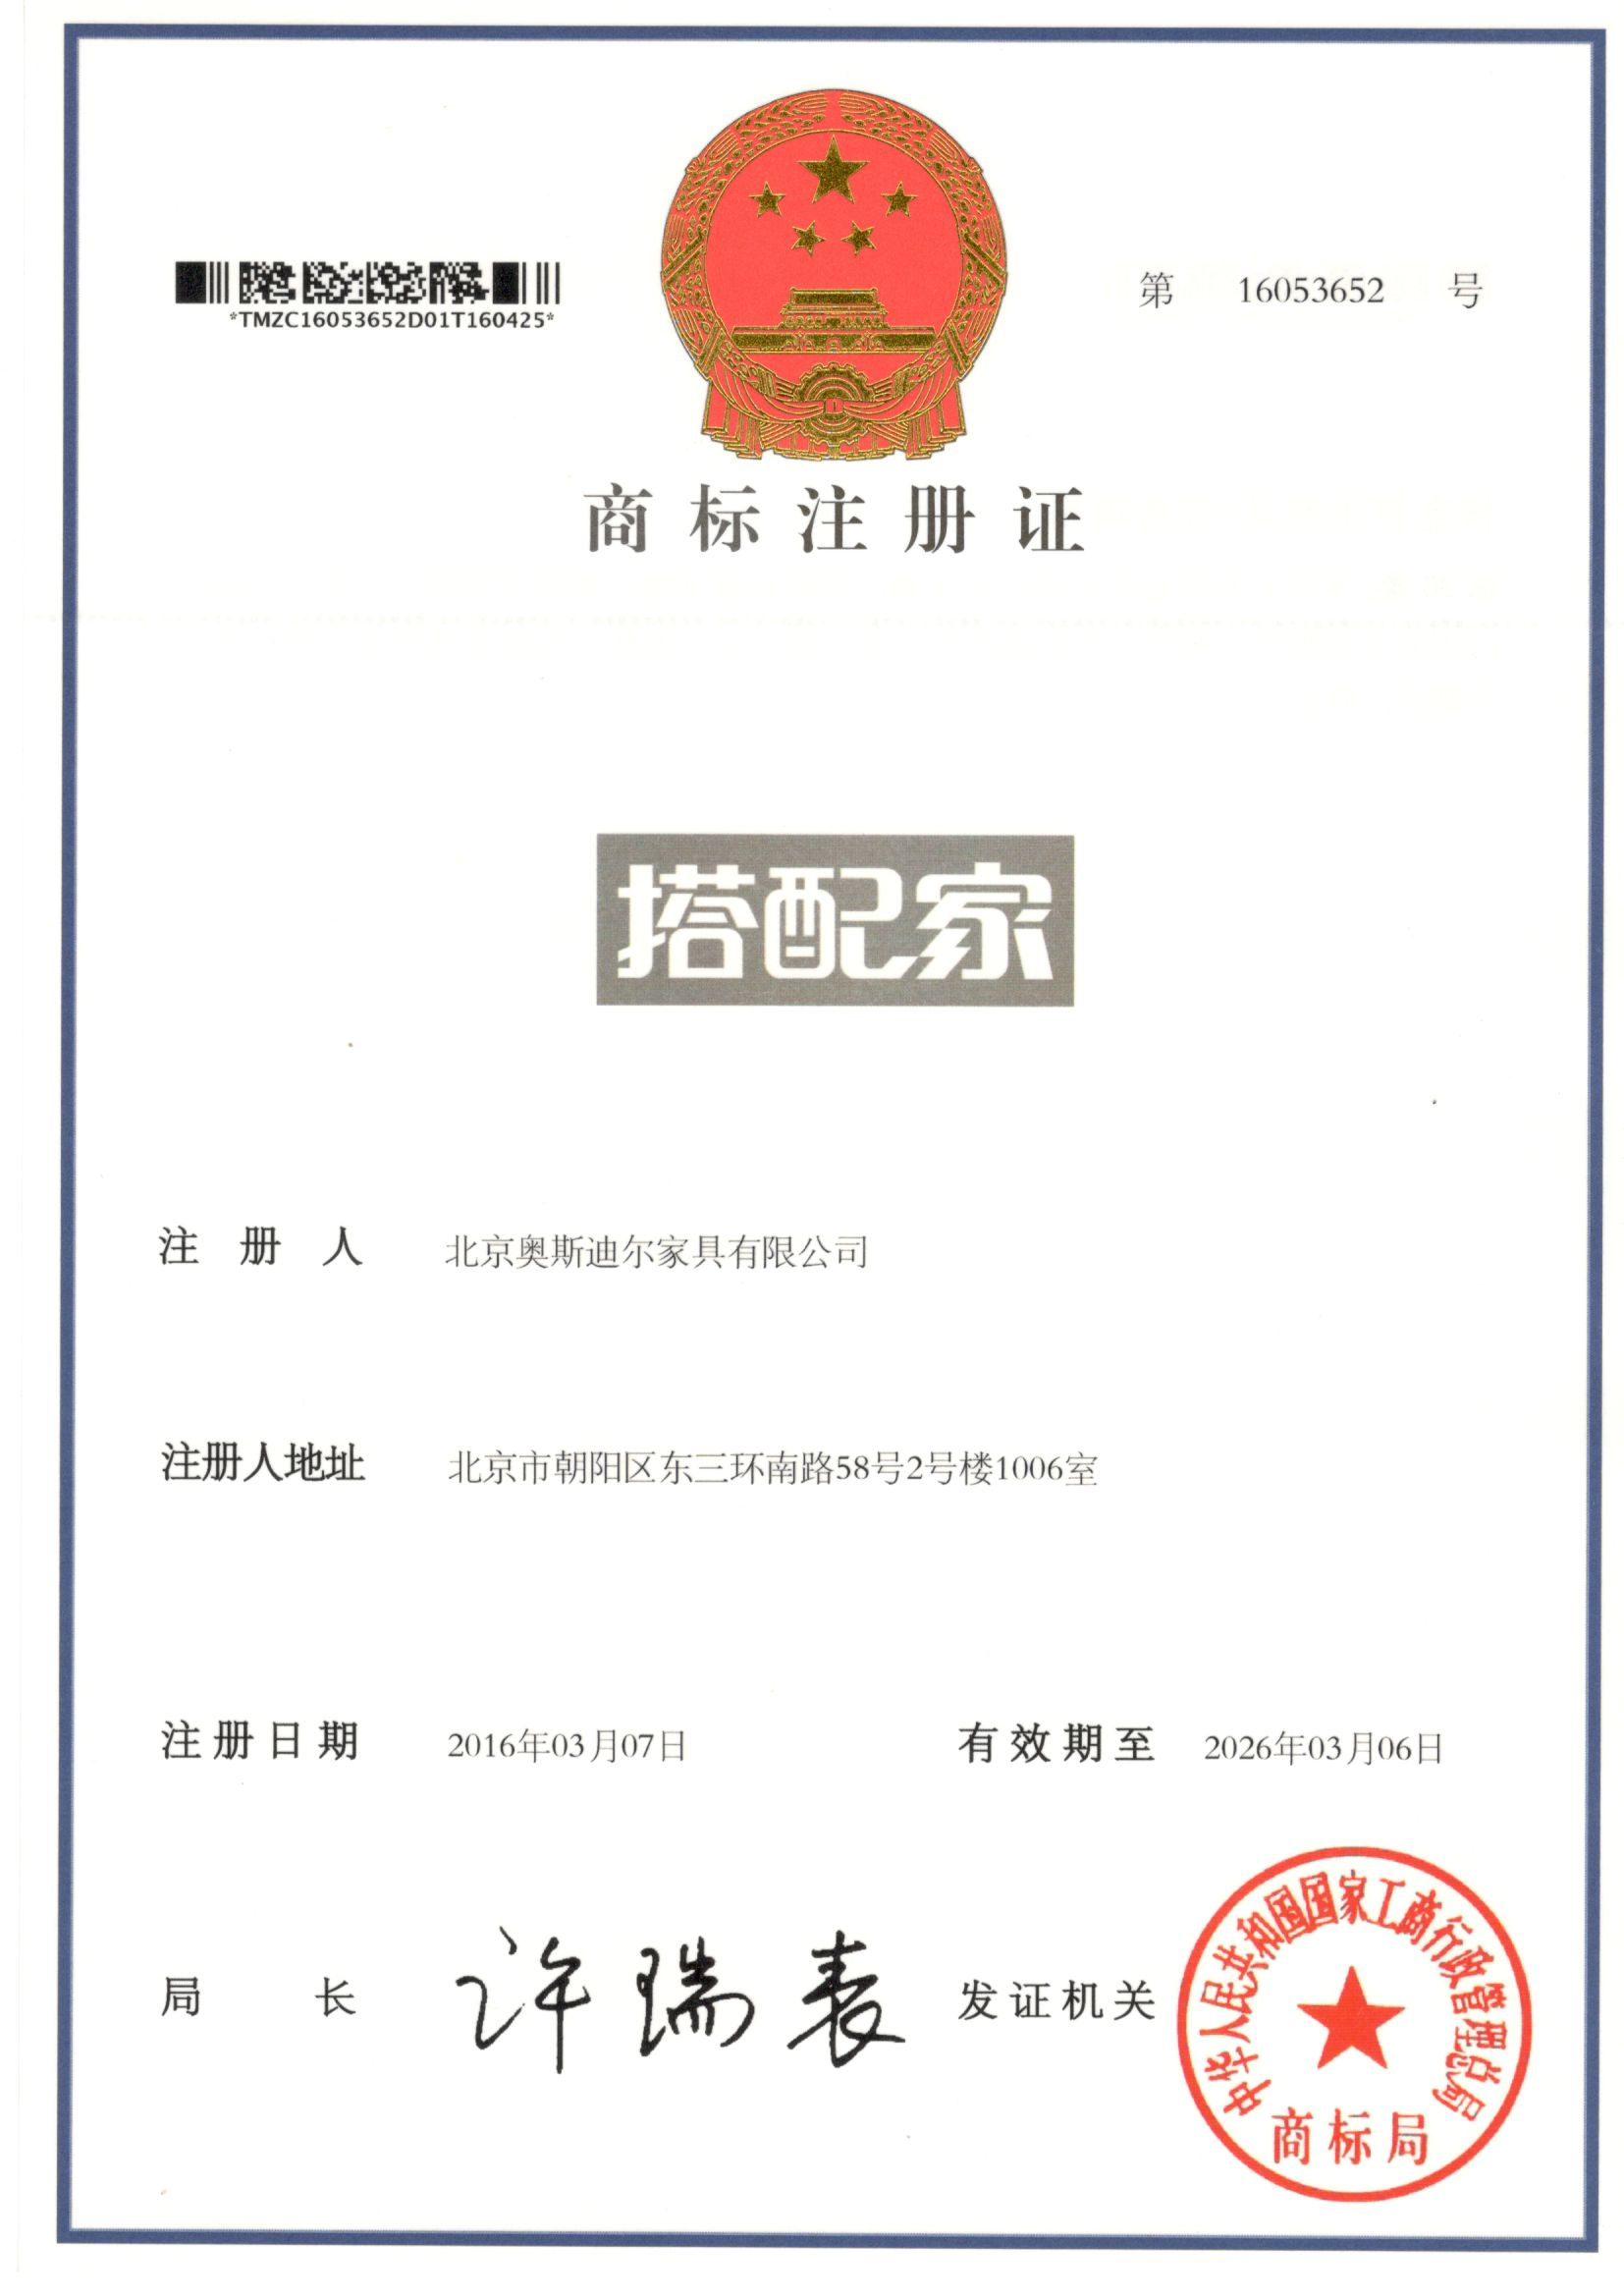 *TMZC16053652D01T160425*
第 16053652 号
商标注册证
搭配家
注册人 北京奥斯迪尔家具有限公司
注册人地址 北京市朝阳区东三环南路58号2号楼1006室
注册日期 2016年03月07日 有效期至 2026年03月06日
局长 许瑞表 发证机关
中华人民共和国国家工商行政管理总局
商标局